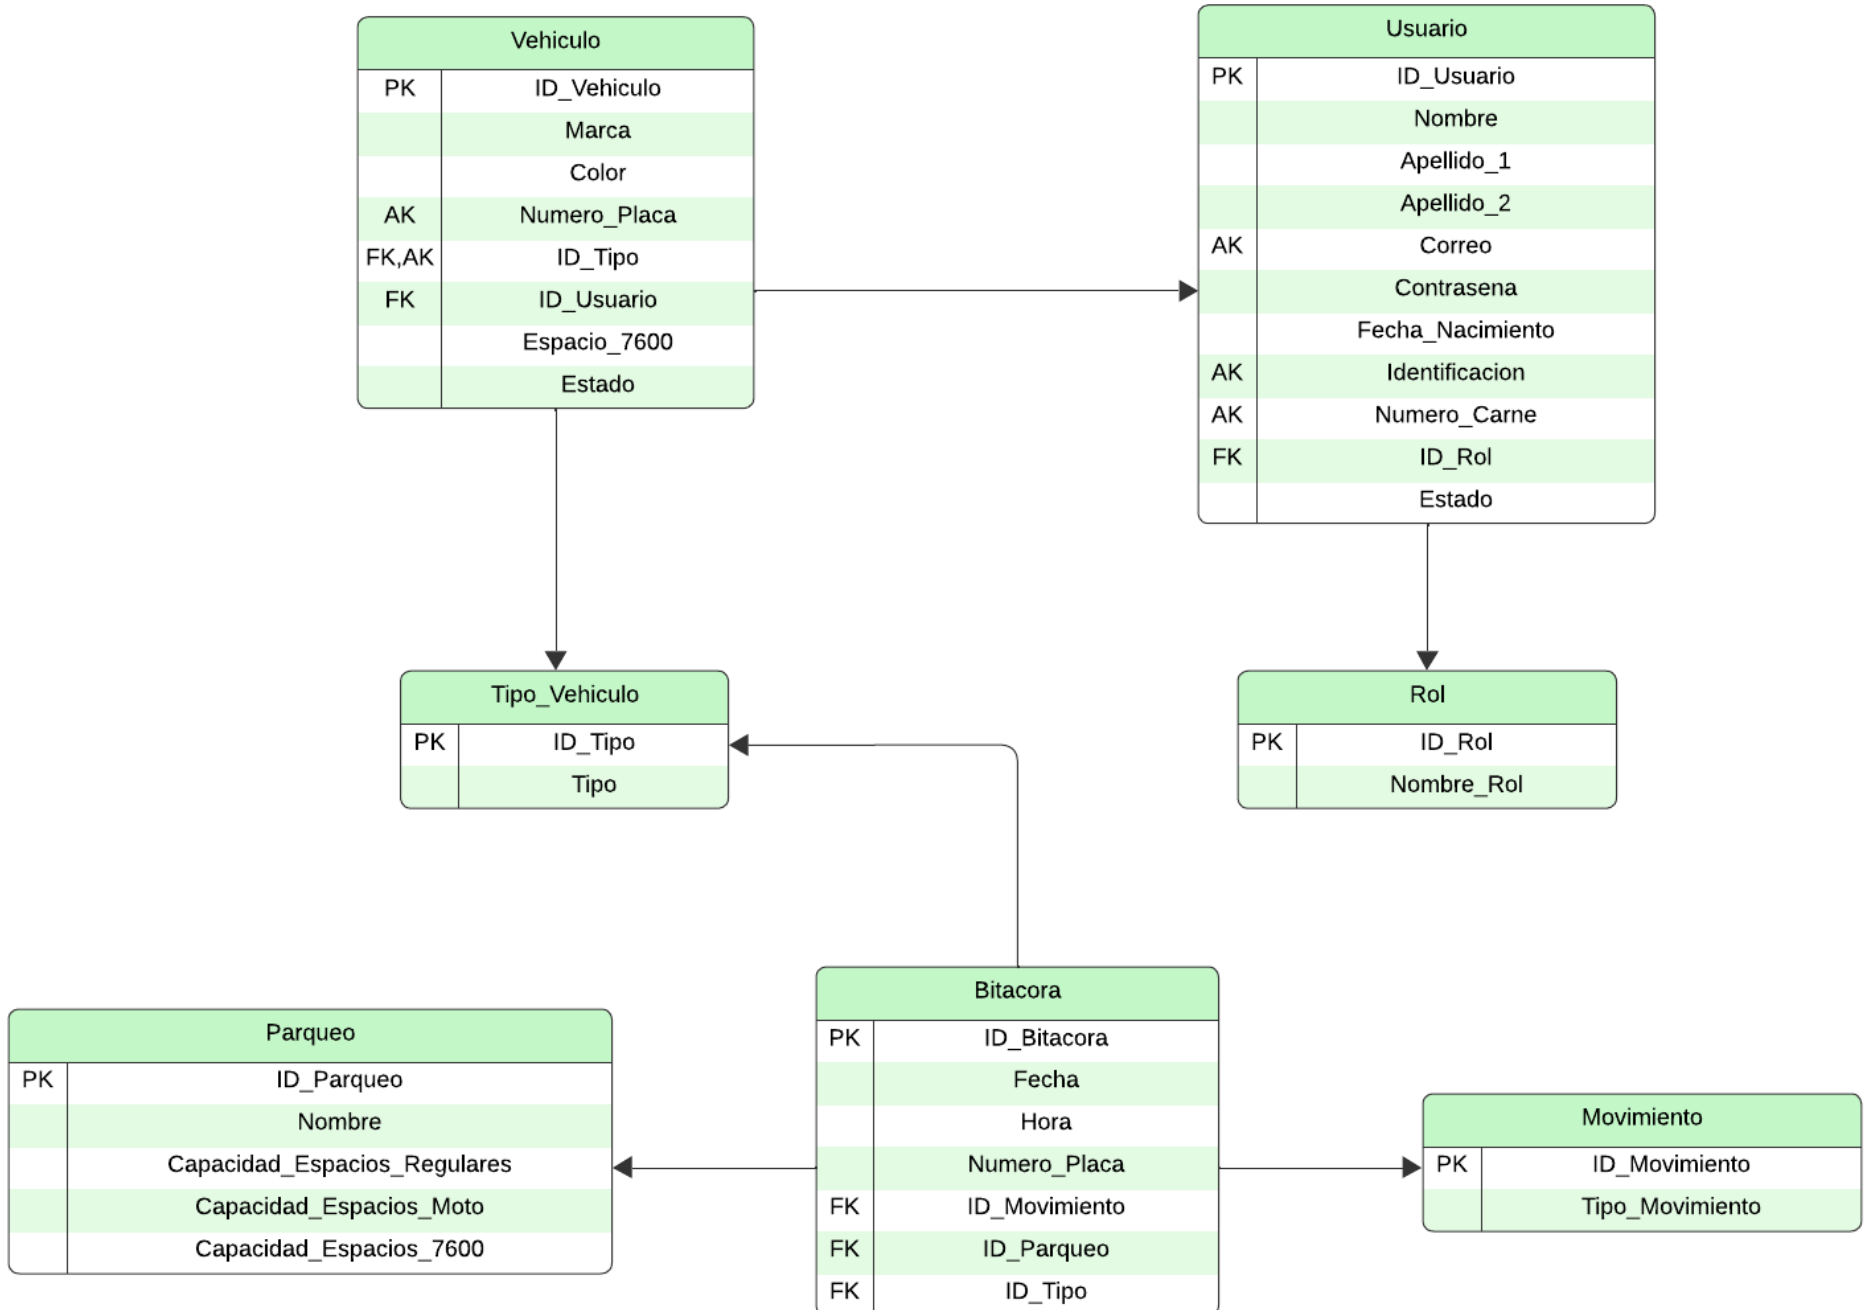 Vehiculo
PK ID_Vehiculo
Marca
Color
AK Numero_Placa
FK,AK ID_Tipo
FK ID_Usuario
Espacio_7600
Estado
Usuario
PK ID_Usuario
Nombre
Apellido_1
Apellido_2
AK Correo
Contrasena
Fecha_Nacimiento
AK Identificacion
AK Numero_Carne
FK ID_Rol
Estado
Tipo_Vehiculo
PK ID_Tipo
Tipo
Rol
PK ID_Rol
Nombre_Rol
Parqueo
PK ID_Parqueo
Nombre
Capacidad_Espacios_Regulares
Capacidad_Espacios_Moto
Capacidad_Espacios_7600
Bitacora
PK ID_Bitacora
Fecha
Hora
Numero_Placa
FK ID_Movimiento
FK ID_Parqueo
FK ID_Tipo
Movimiento
PK ID_Movimiento
Tipo_Movimiento